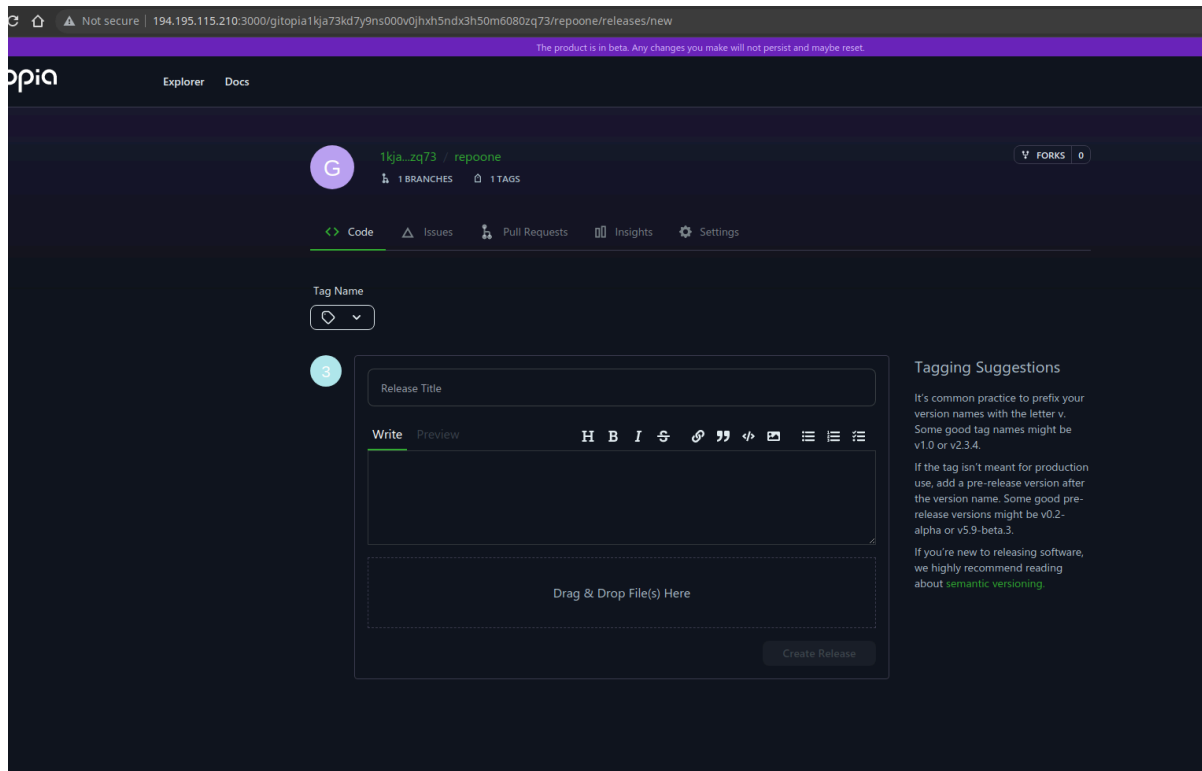 Not secure 194.195.115.210:3000/gitopia1kja73kd7y9ns000v0jhxh5ndx3h50m6080zq73/repoone/releases/new
The product is in beta. Any changes you make will not persist and maybe reset.
opia
Explorer Docs
G
1kja...zq73 / repoone
1 BRANCHES 1 TAGS
FORKS 0
Code Issues Pull Requests Insights Settings
Tag Name
3
Release Title
Write Preview
H B I S
Drag & Drop File(s) Here
Create Release
Tagging Suggestions
It's common practice to prefix your
version names with the letter v.
Some good tag names might be
v1.0 or v2.3.4.
If the tag isn't meant for production
use, add a pre-release version after
the version name. Some good pre-
release versions might be v0.2-
alpha or v5.9-beta.3.
If you're new to releasing software,
we highly recommend reading
about semantic versioning.